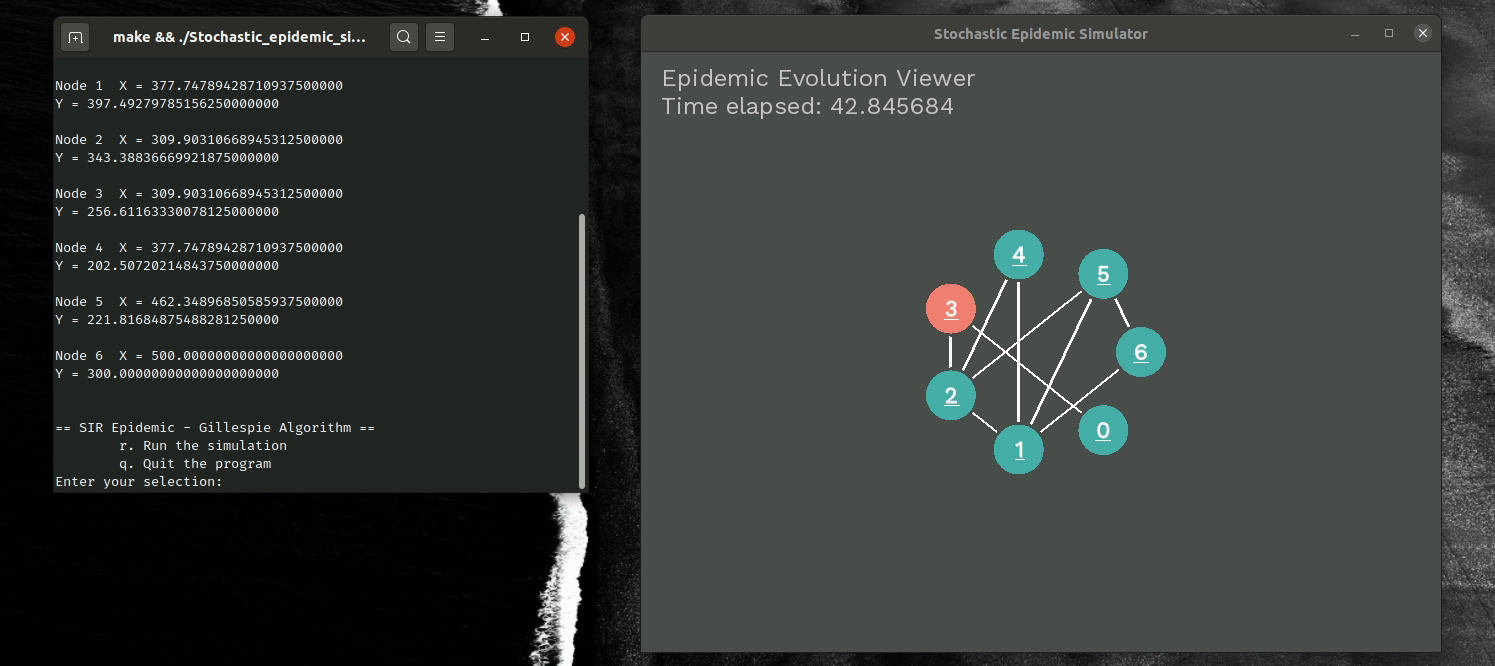 make && ./Stochastic_epidemic_si...
Node 1  X = 377.74789428710937500000
Y = 397.49279785156250000000
Node 2  X = 309.90310668945312500000
Y = 343.38836669921875000000
Node 3  X = 309.90310668945312500000
Y = 256.61163330078125000000
Node 4  X = 377.74789428710937500000
Y = 202.50720214843750000000
Node 5  X = 462.34896850585937500000
Y = 221.81684875488281250000
Node 6  X = 500.00000000000000000000
Y = 300.00000000000000000000
== SIR Epidemic - Gillespie Algorithm ==
r. Run the simulation
q. Quit the program
Enter your selection:
Stochastic Epidemic Simulator
Epidemic Evolution Viewer
Time elapsed: 42.845684
4
5
3
6
2
0
1